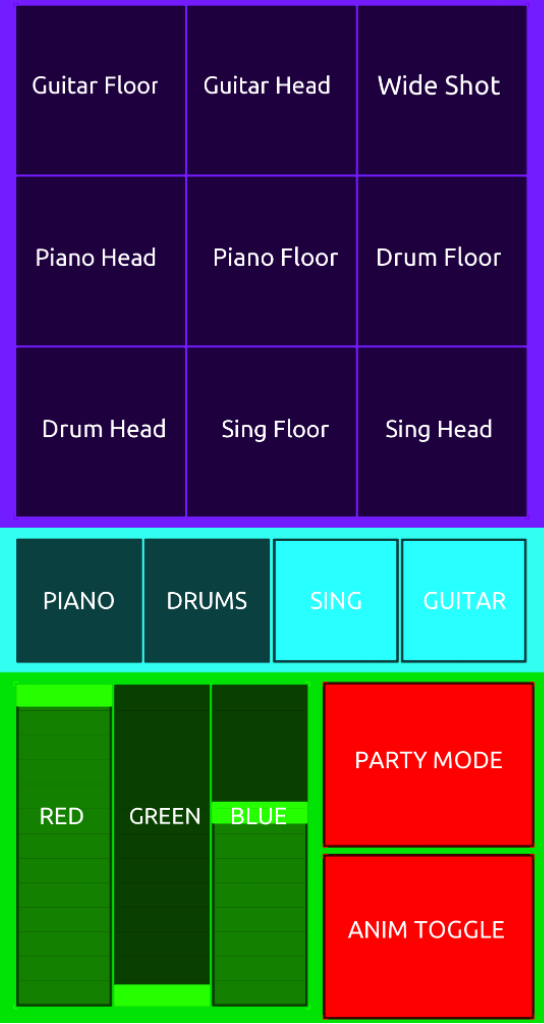 Guitar Floor
Guitar Head
Wide Shot
Piano Head
Piano Floor
Drum Floor
Drum Head
Sing Floor
Sing Head
PIANO
DRUMS
SING
GUITAR
RED
GREEN
BLUE
PARTY MODE
ANIM TOGGLE